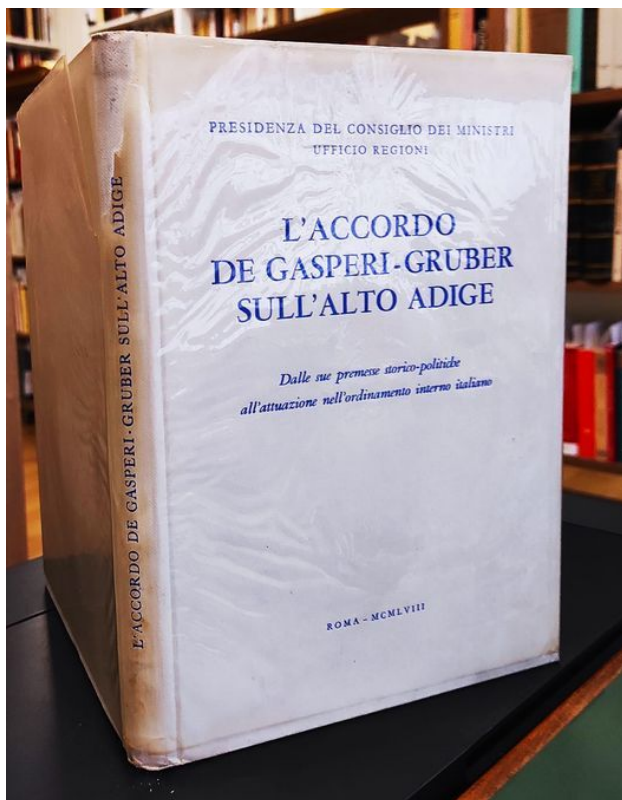 PRESIDENZA DEL CONSIGLIO DEI MINISTRI
UFFICIO REGIONI
L'ACCORDO
DE GASPERI-GRUBER
SULL'ALTO ADIGE
Dalle sue premesse storico-politiche
all'attuazione nell'ordinamento interno italiano
ROMA - MCMLVIII
L'ACCORDO DE GASPERI-GRUBER SULL'ALTO ADIGE